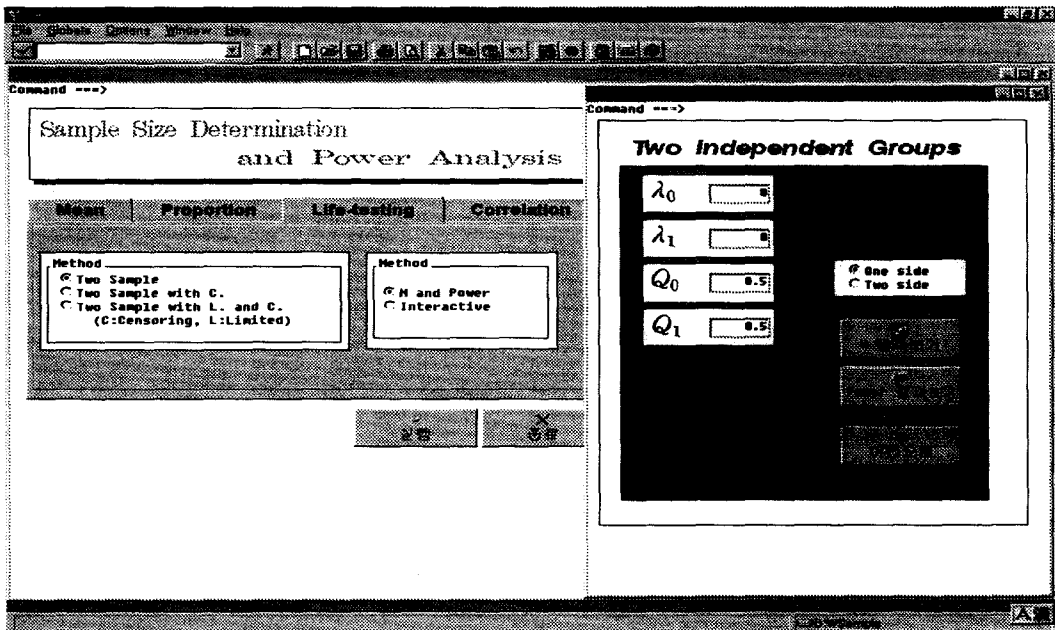 File Globals Options Window Help
Command ===>
Sample Size Determination
and Power Analysis
Mean
Proportion
Life-testing
Correlation
Method
Two Sample
Two Sample with C.
Two Sample with L. and C.
(C:Censoring, L:Limited)
Method
N and Power
Interactive
Command ===>
Two Independent Groups
λ0 0
λ1 0
Q0 0.5
Q1 0.5
One side
Two side